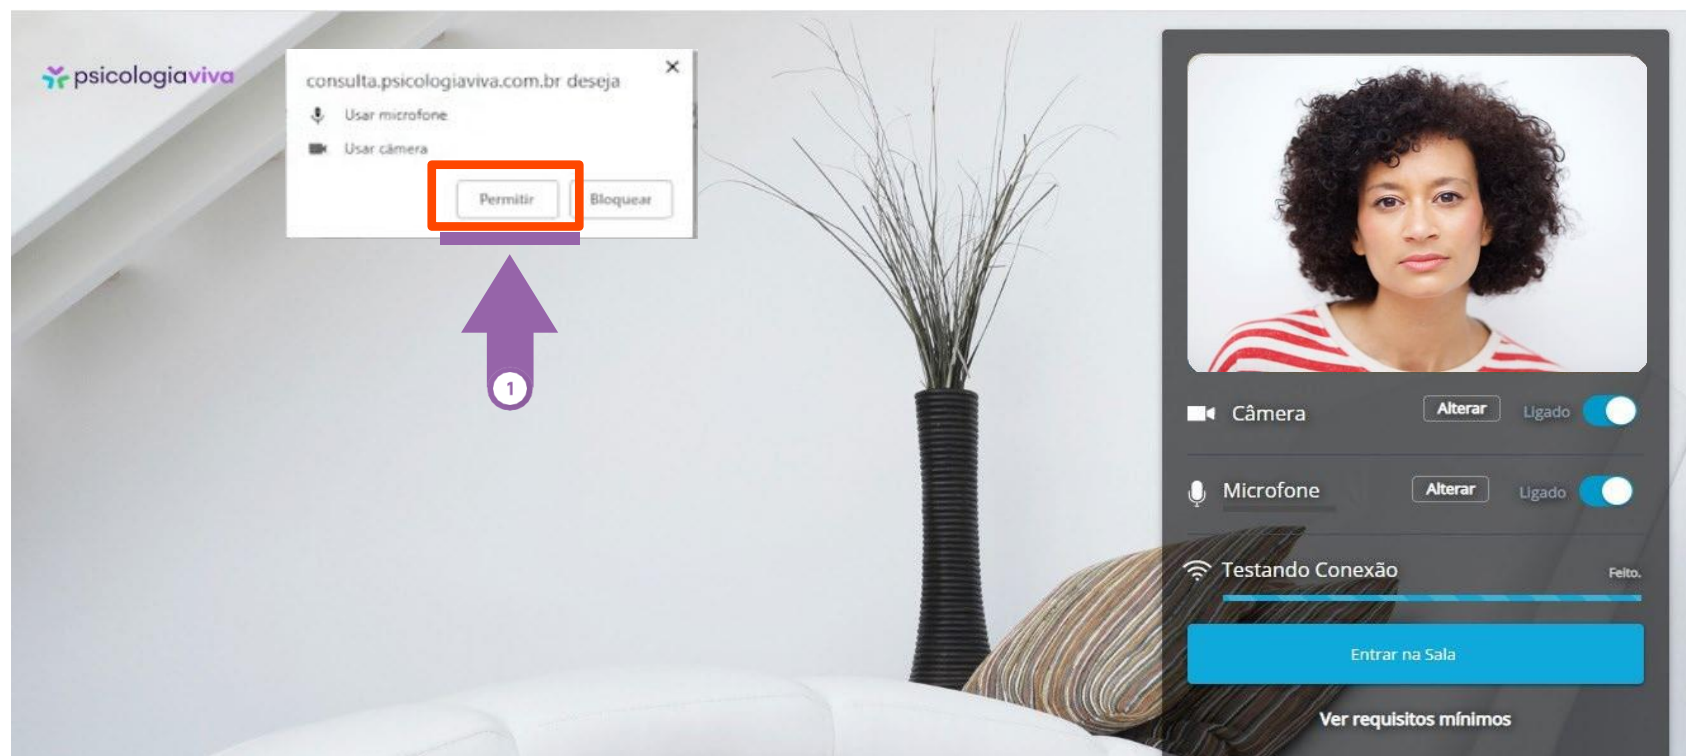 psicologiaviva
consulta.psicologiaviva.com.br deseja
Usar microfone
Usar câmera
Permitir
Bloquear
1
Câmera
Alterar
Ligado
Microfone
Alterar
Ligado
Testando Conexão
Feito.
Entrar na Sala
Ver requisitos mínimos